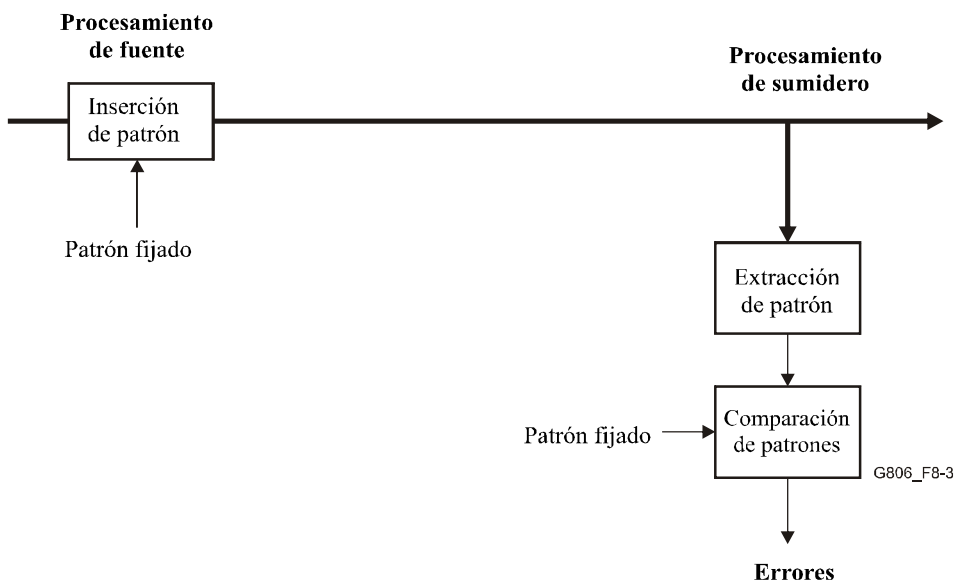 Procesamiento
de fuente
Procesamiento
de sumidero
Inserción
de patrón
Patrón fijado
Extracción
de patrón
Comparación
de patrones
Patrón fijado
G806_F8-3
Errores